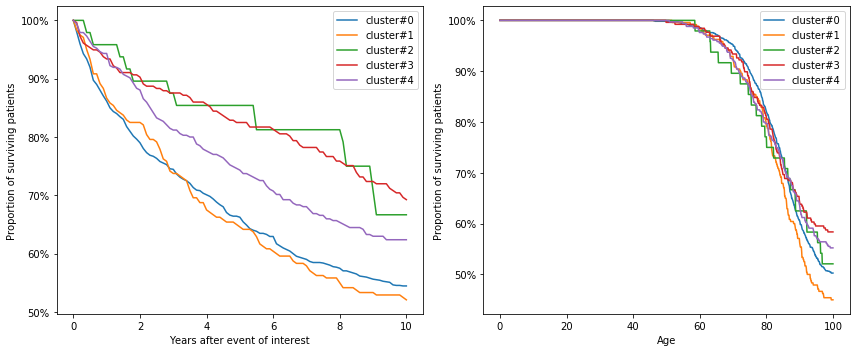 Proportion of surviving patients
100%
90%
80%
70%
60%
50%
0
2
4
6
8
10
Years after event of interest
cluster#0
cluster#1
cluster#2
cluster#3
cluster#4
Proportion of surviving patients
100%
90%
80%
70%
60%
50%
0
20
40
60
80
100
Age
cluster#0
cluster#1
cluster#2
cluster#3
cluster#4